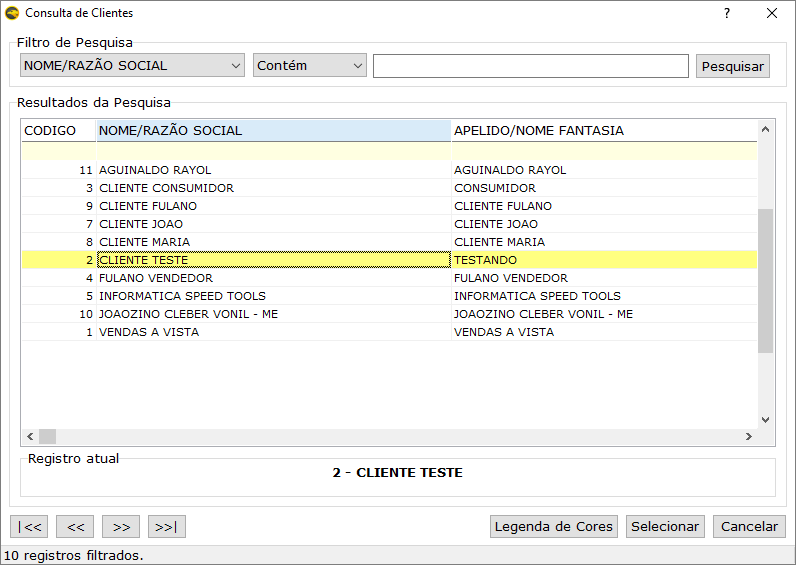 Consulta de Clientes ?
Filtro de Pesquisa
NOME/RAZÃO SOCIAL Contém Pesquisar
Resultados da Pesquisa
CODIGO NOME/RAZÃO SOCIAL APELIDO/NOME FANTASIA
11 AGUINALDO RAYOL AGUINALDO RAYOL
3 CLIENTE CONSUMIDOR CONSUMIDOR
9 CLIENTE FULANO CLIENTE FULANO
7 CLIENTE JOAO CLIENTE JOAO
8 CLIENTE MARIA CLIENTE MARIA
2 CLIENTE TESTE TESTANDO
4 FULANO VENDEDOR FULANO VENDEDOR
5 INFORMATICA SPEED TOOLS INFORMATICA SPEED TOOLS
10 JOAOZINO CLEBER VONIL - ME JOAOZINO CLEBER VONIL - ME
1 VENDAS A VISTA VENDAS A VISTA
Registro atual
2 - CLIENTE TESTE
|<< << >> >>| Legenda de Cores Selecionar Cancelar
10 registros filtrados.